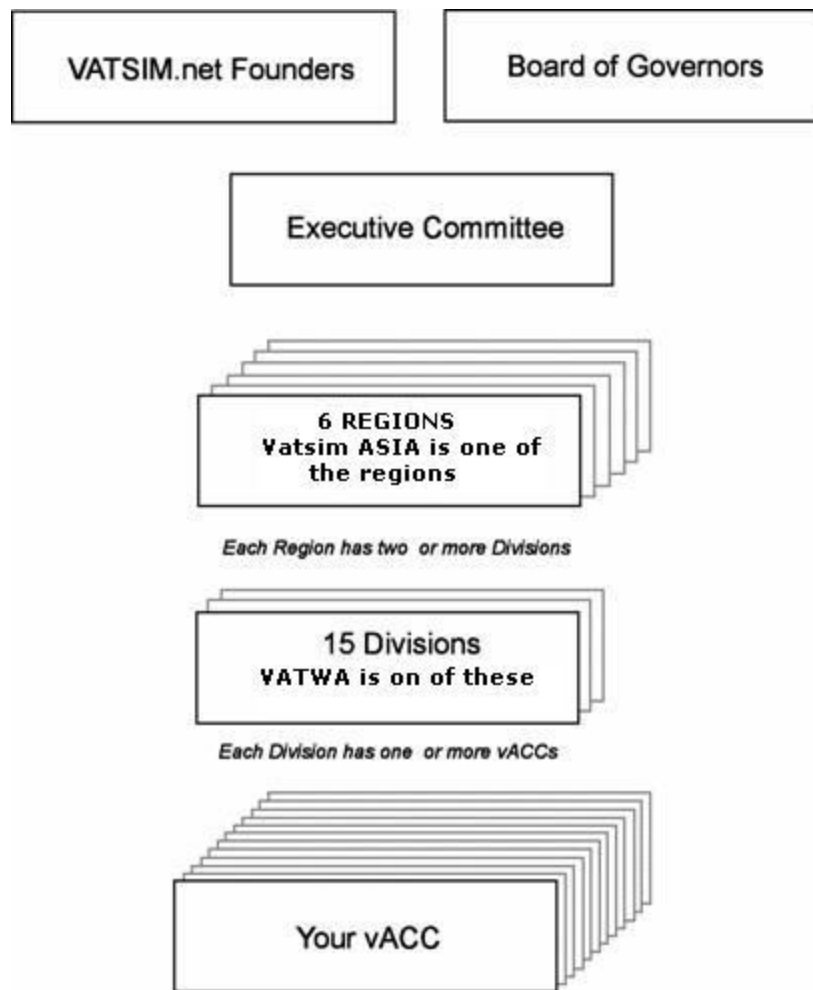 VATSIM.net Founders
Board of Governors
Executive Committee
6 REGIONS
Vatsim ASIA is one of
the regions
Each Region has two or more Divisions
15 Divisions
VATWA is on of these
Each Division has one or more vACCs
Your vACC